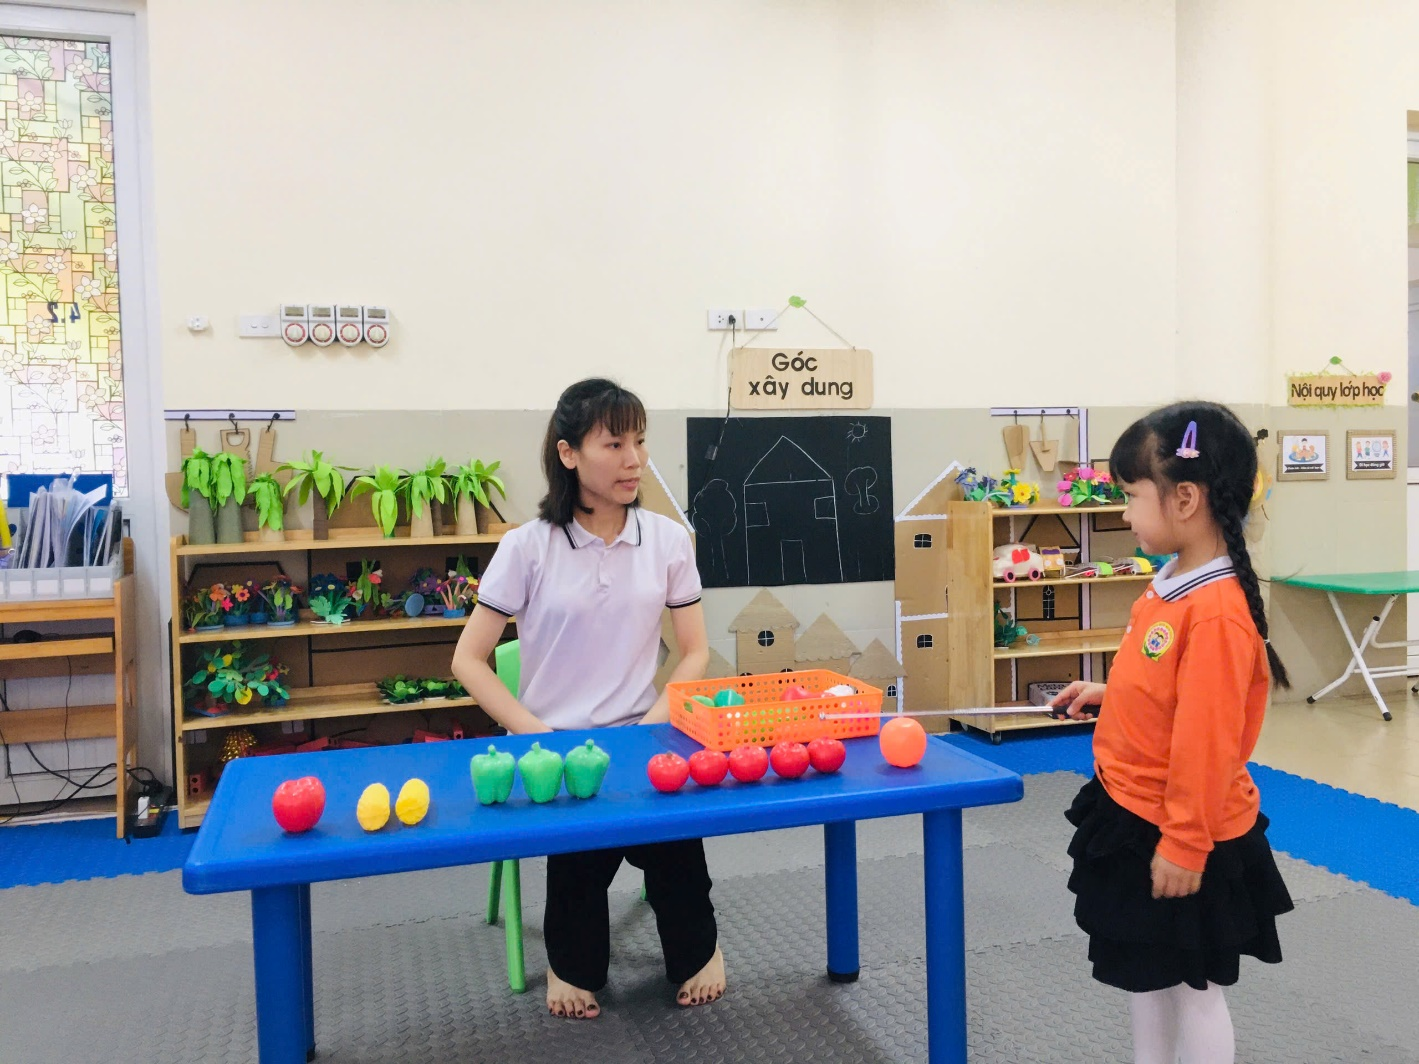 4.2
Góc
xây dung
Nội quy lớp học